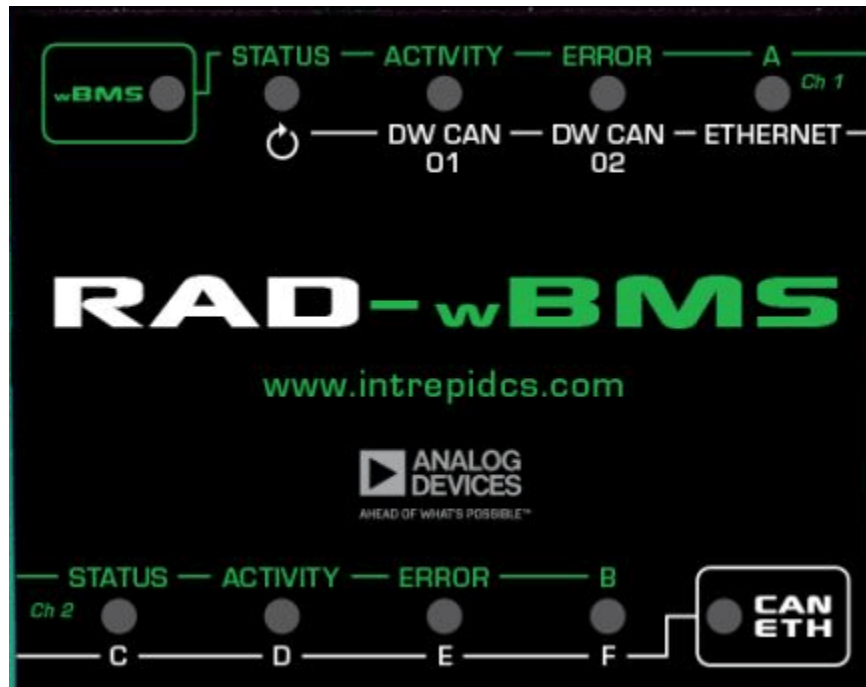 STATUS ACTIVITY ERROR A
wBMS Ch 1
DW CAN 01 DW CAN 02 ETHERNET
RAD-wBMS
www.intrepidcs.com
ANALOG
DEVICES
AHEAD OF WHAT'S POSSIBLE™
STATUS ACTIVITY ERROR B
Ch 2 CAN
ETH
C D E F